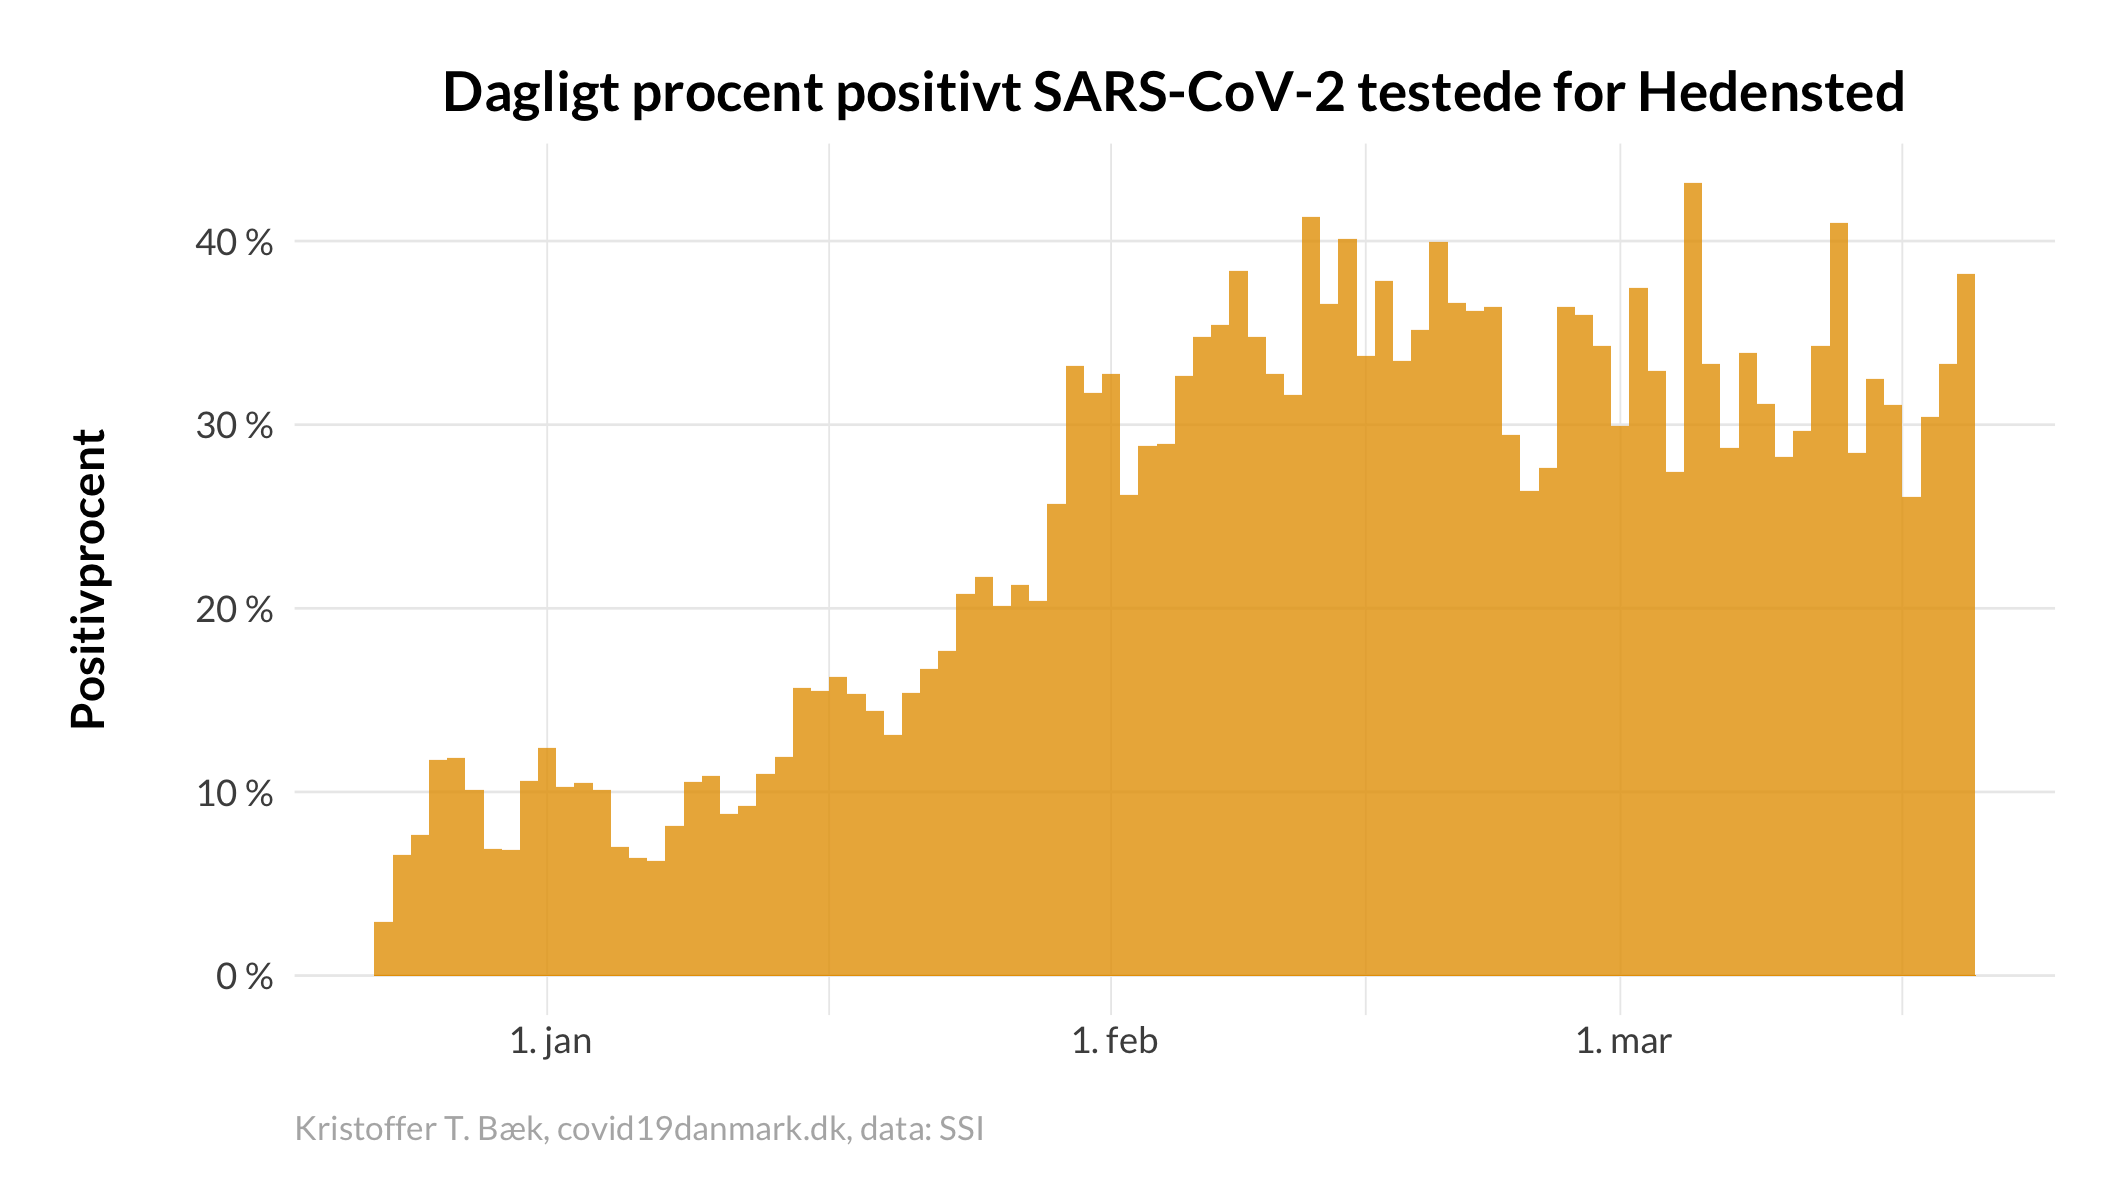 Dagligt procent positivt SARS-CoV-2 testede for Hedensted
Positivprocent
40 %
30 %
20 %
10 %
0 %
1. jan
1. feb
1. mar
Kristoffer T. Bæk, covid19danmark.dk, data: SSI